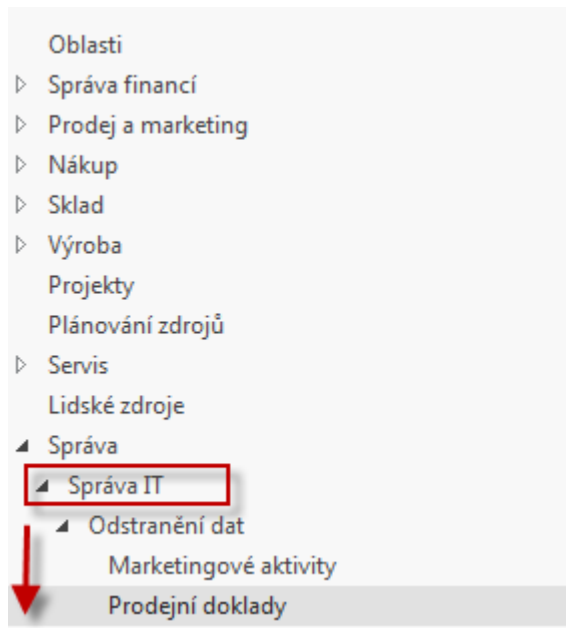 Oblasti
Správa financí
Prodej a marketing
Nákup
Sklad
Výroba
Projekty
Plánování zdrojů
Servis
Lidské zdroje
Správa
Správa IT
Odstranění dat
Marketingové aktivity
Prodejní doklady